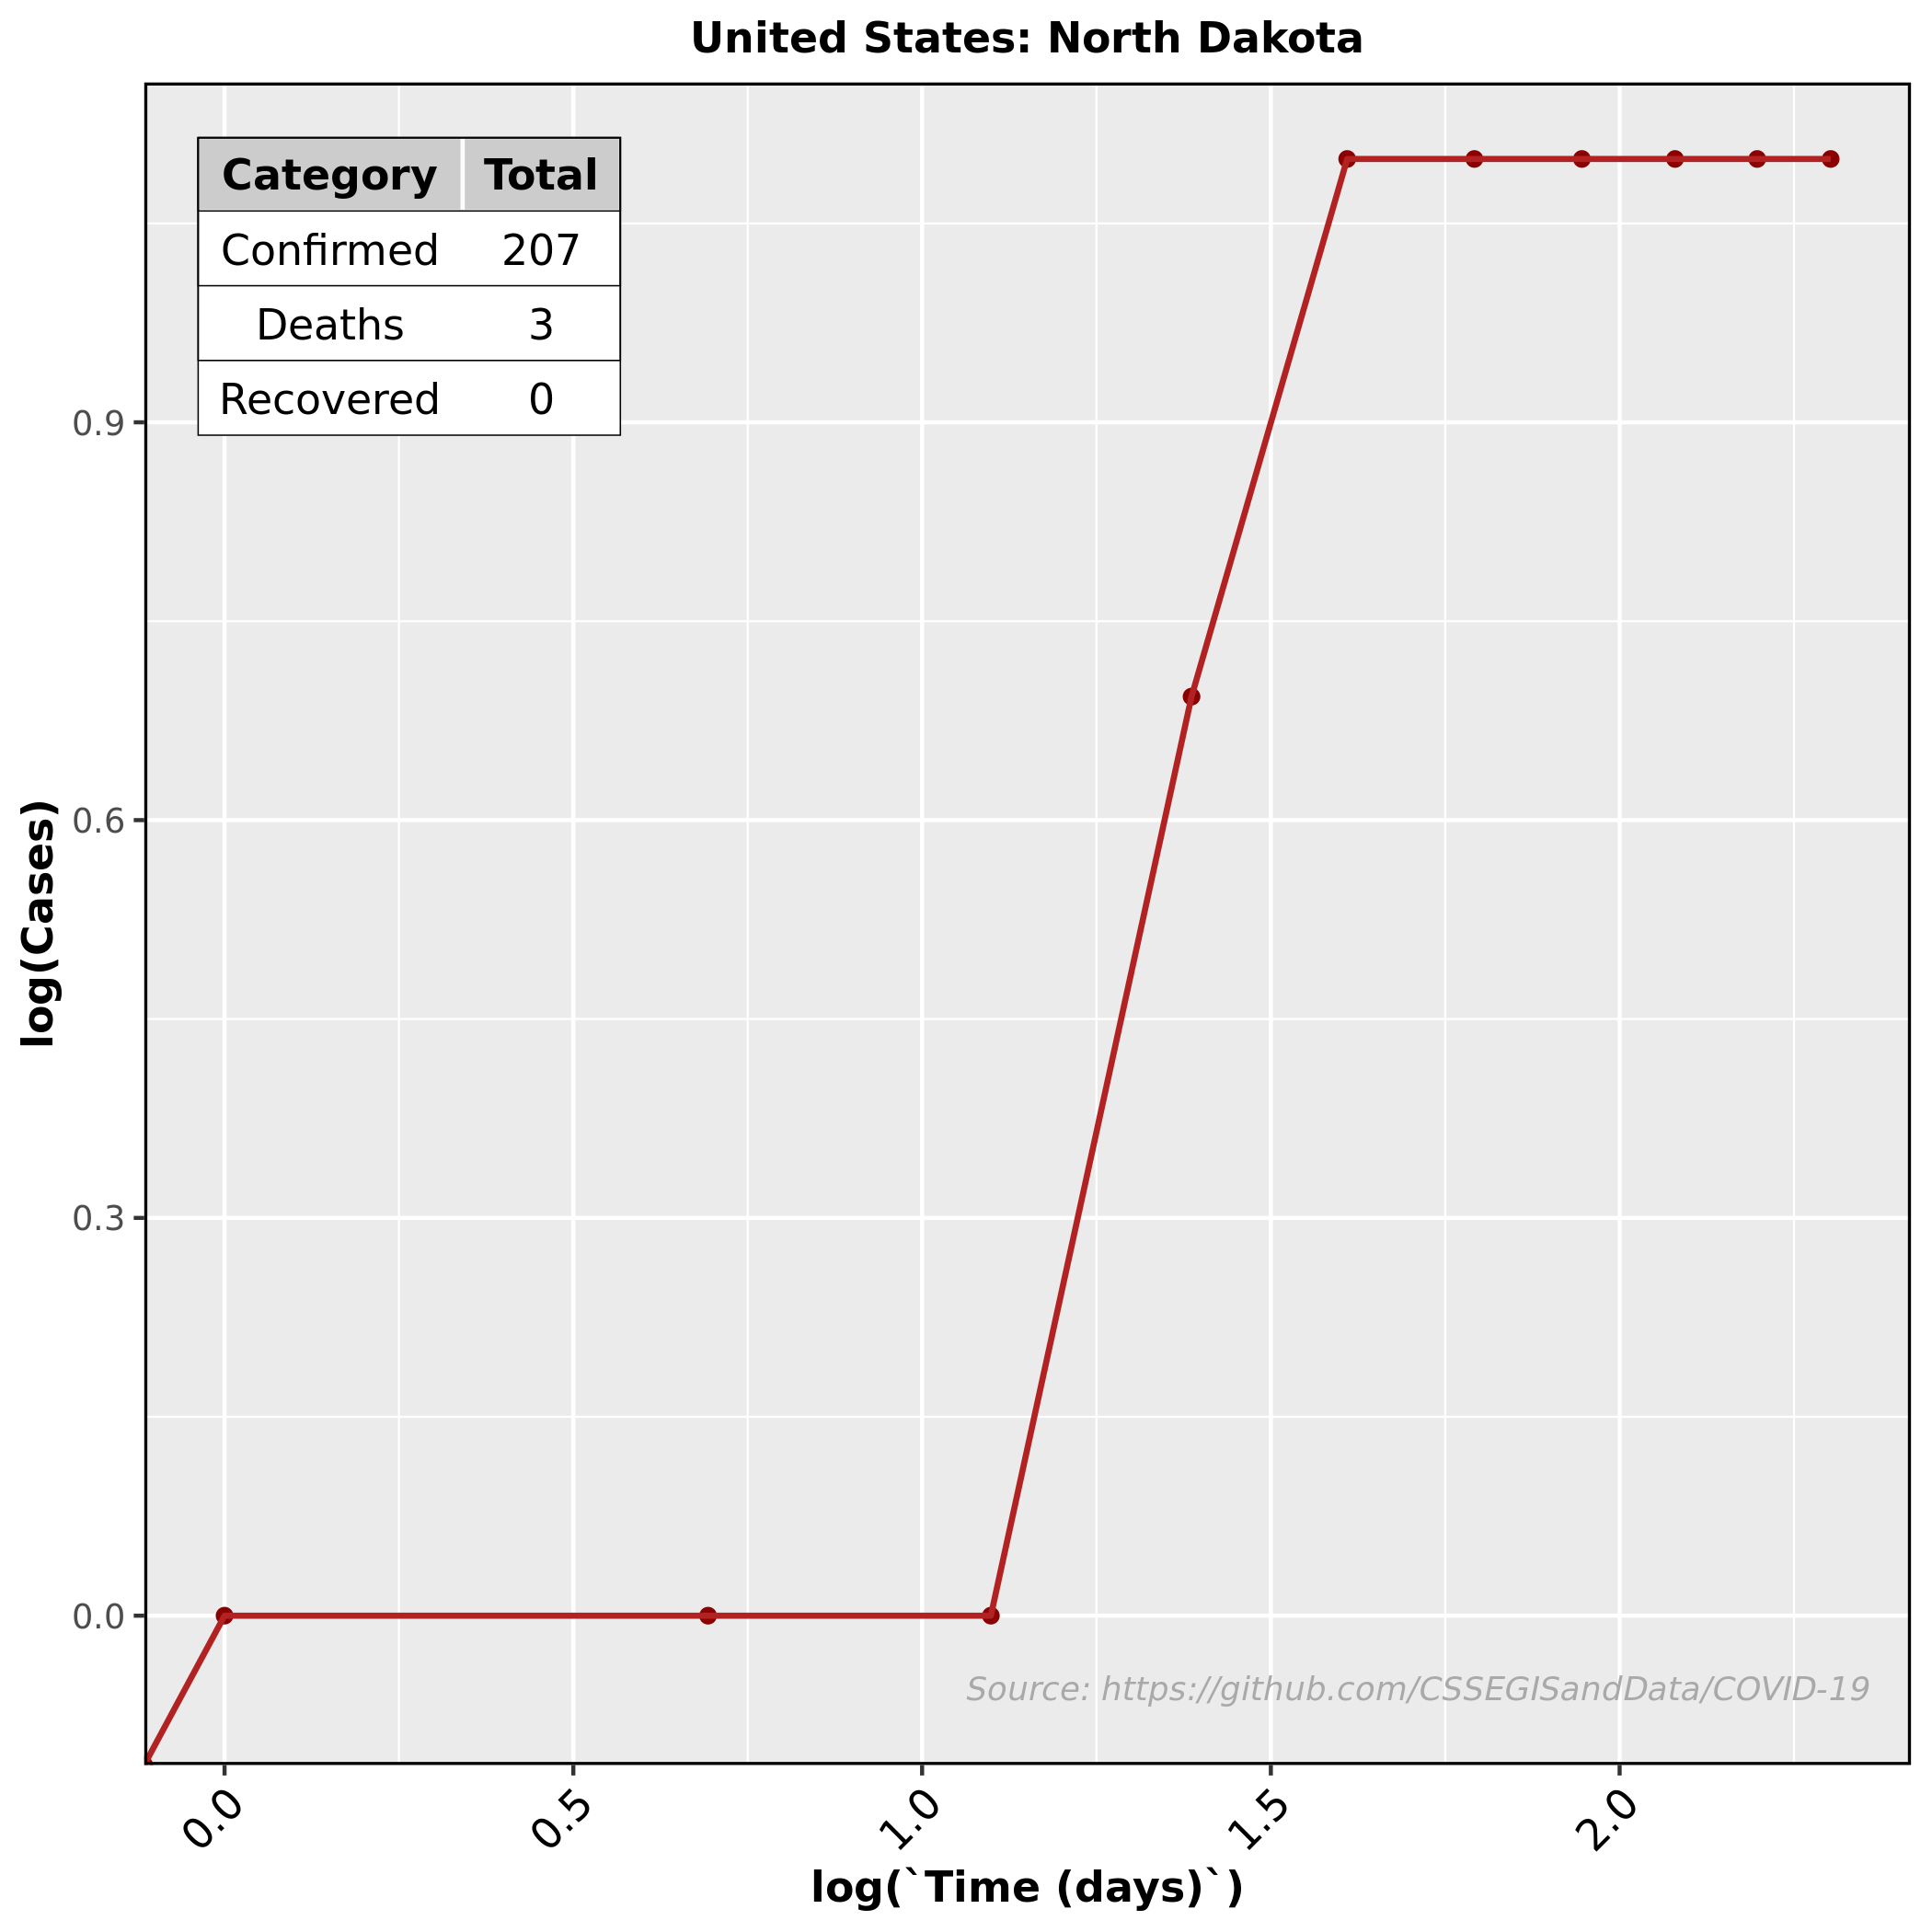 United States: North Dakota
Category Total
Confirmed 207
Deaths 3
Recovered 0
0.9
0.6
0.3
0.0
log(Cases)
Source: https://github.com/CSSEGISandData/COVID-19
0.0 0.5 1.0 1.5 2.0
log(`Time (days)`)